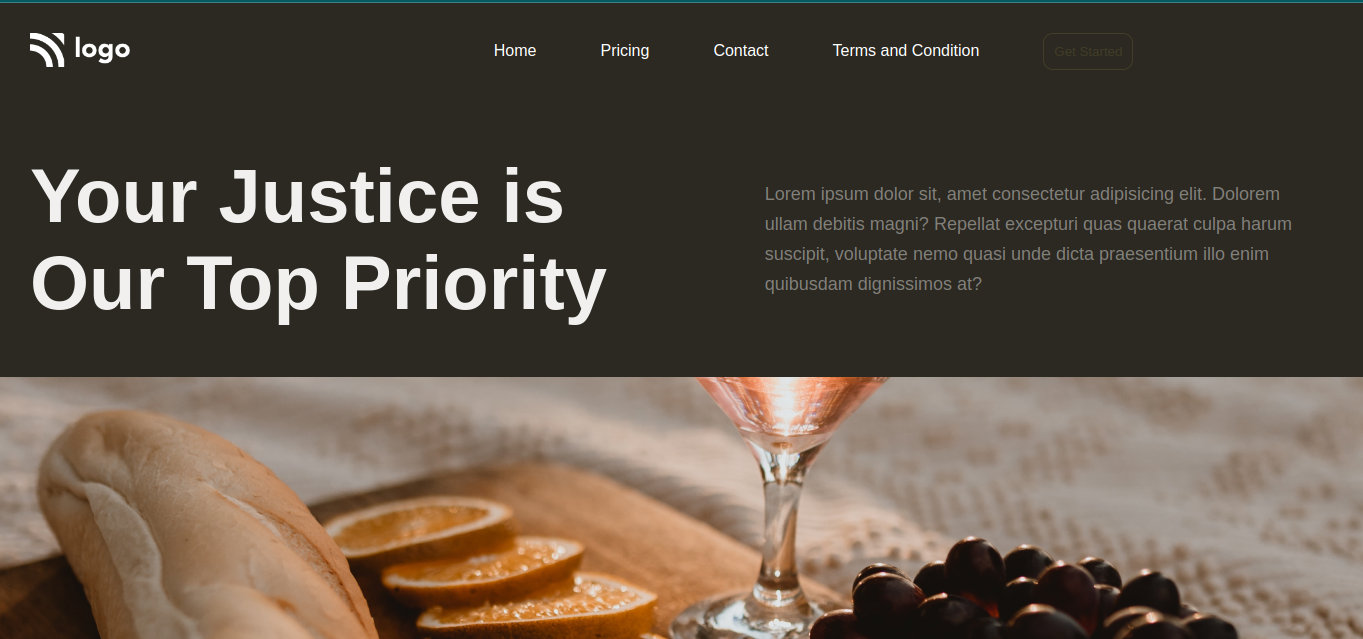 logo
Home
Pricing
Contact
Terms and Condition
Get Started
Your Justice is
Our Top Priority
Lorem ipsum dolor sit, amet consectetur adipisicing elit. Dolorem
ullam debitis magni? Repellat excepturi quas quaerat culpa harum
suscipit, voluptate nemo quasi unde dicta praesentium illo enim
quibusdam dignissimos at?